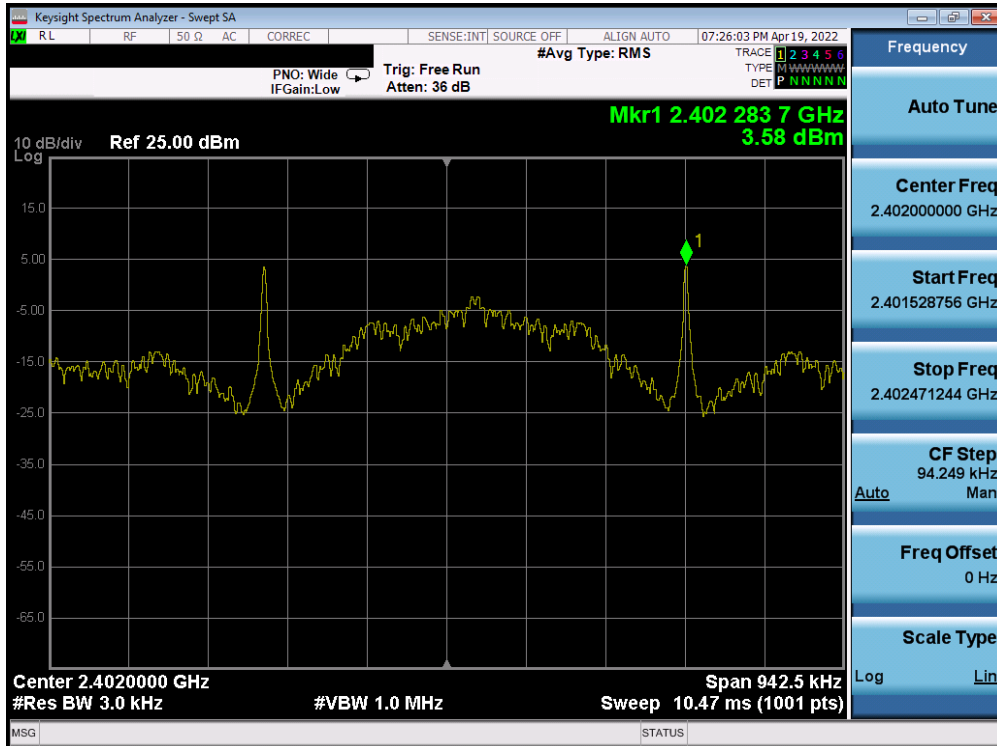 Keysight Spectrum Analyzer - Swept SA
LXI RL RF 50 Ω AC CORREC SENSE:INT SOURCE OFF ALIGN AUTO 07:26:03 PM Apr 19, 2022
#Avg Type: RMS
TRACE 1 2 3 4 5 6
PNO: Wide Trig: Free Run
TYPE M WWWWW
IFGain:Low Atten: 36 dB
DET P N N N N N
Mkr1 2.402 283 7 GHz
3.58 dBm
10 dB/div Ref 25.00 dBm
Log
1
15.0
5.00
-5.00
-15.0
-25.0
-35.0
-45.0
-55.0
-65.0
Center 2.4020000 GHz Span 942.5 kHz
#Res BW 3.0 kHz #VBW 1.0 MHz Sweep 10.47 ms (1001 pts)
MSG STATUS
Frequency
Auto Tune
Center Freq
2.402000000 GHz
Start Freq
2.401528756 GHz
Stop Freq
2.402471244 GHz
CF Step
94.249 kHz
Auto Man
Freq Offset
0 Hz
Scale Type
Log Lin